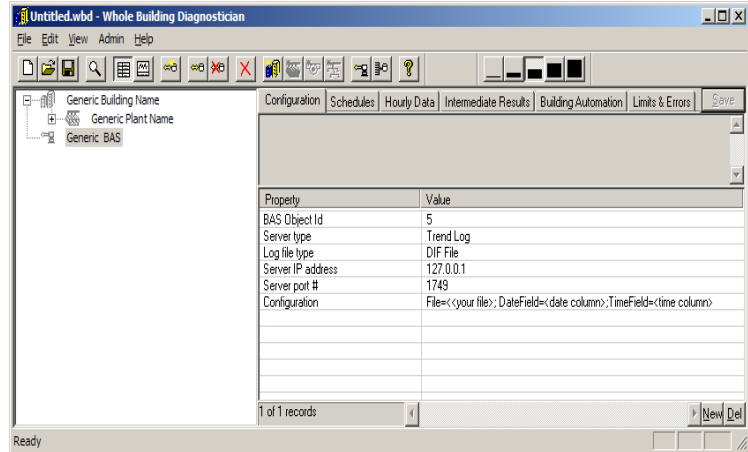 Untitled.wbd - Whole Building Diagnostician
File Edit View Admin Help
Generic Building Name
Generic Plant Name
Generic BAS
Configuration Schedules Hourly Data Intermediate Results Building Automation Limits & Errors Save
Property Value
BAS Object Id 5
Server type Trend Log
Log file type DIF File
Server IP address 127.0.0.1
Server port # 1749
Configuration File=<<your file>; DateField=<date column>;TimeField=<time column>
1 of 1 records New Del
Ready